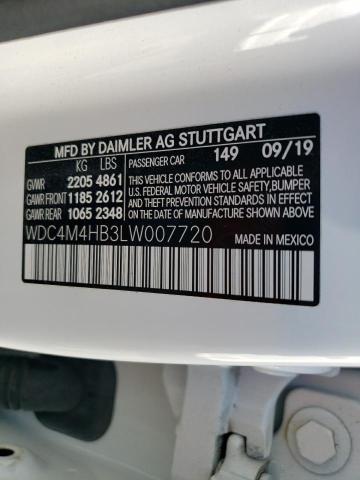 MFD BY DAIMLER AG STUTTGART
KG LBS
GVWR 2205 4861
GAWR FRONT 1185 2612
GAWR REAR 1065 2348
PASSENGER CAR 149 09/19
THIS VEHICLE CONFORMS TO ALL APPLICABLE
U.S. FEDERAL MOTOR VEHICLE SAFETY, BUMPER
AND THEFT PREVENTION STANDARDS IN EFFECT
ON THE DATE OF MANUFACTURE SHOWN ABOVE
WDC4M4HB3LW007720
MADE IN MEXICO